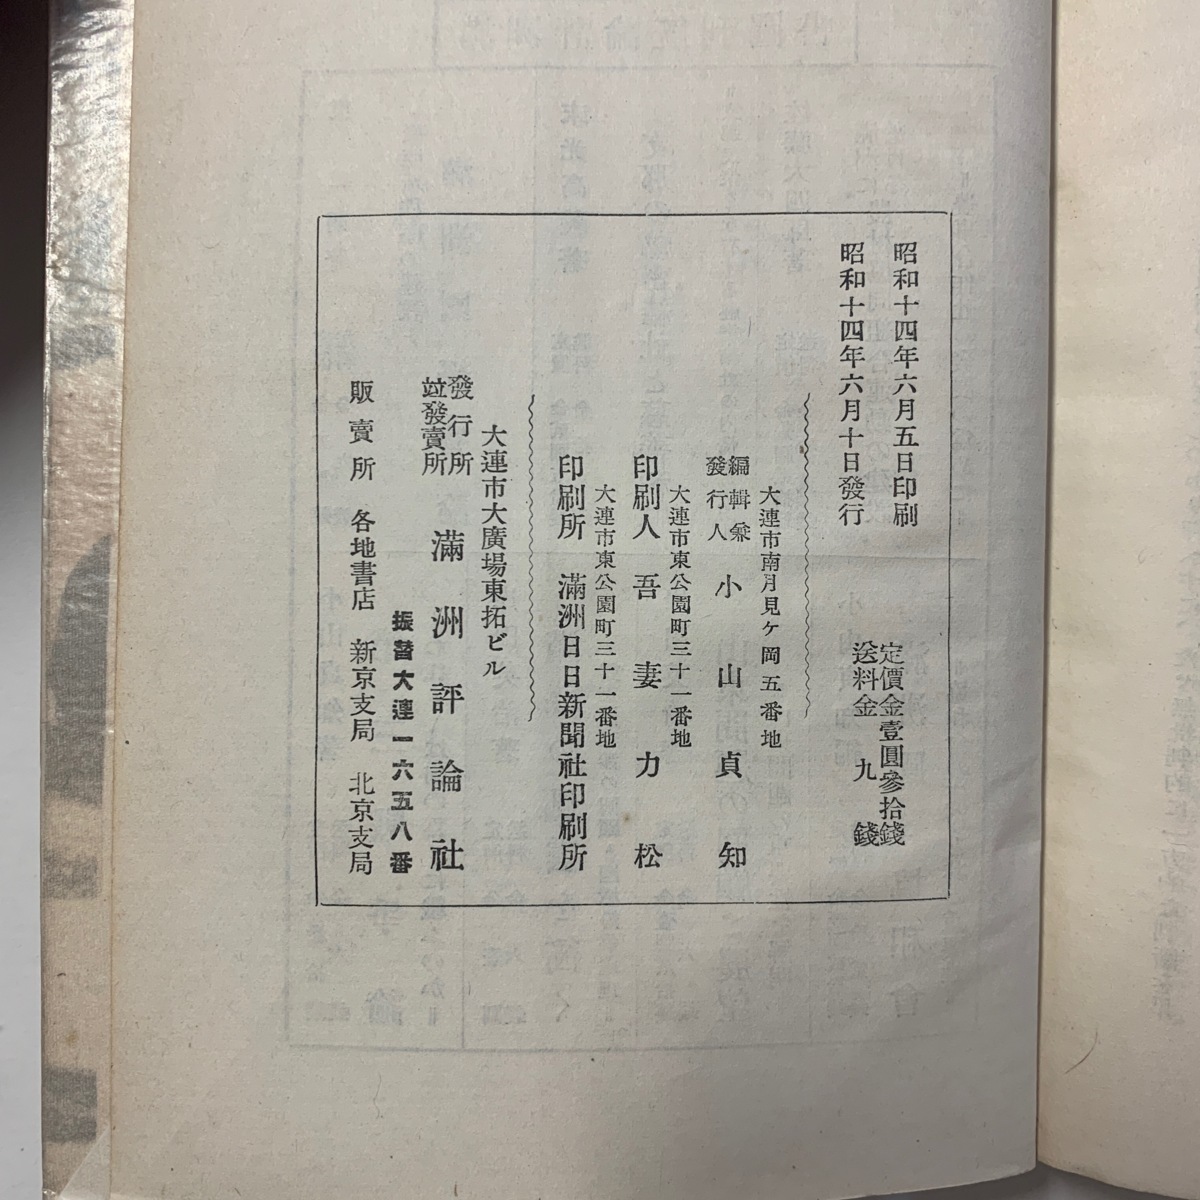 昭和十四年六月五日印刷
昭和十四年六月十日發行
定價金壹圓參拾錢
送料金九錢
大連市南月見ケ岡五番地
編輯兼
發行人
小山貞知
大連市東公園町三十一番地
印刷人 吾妻力松
大連市東公園町三十一番地
印刷所 滿洲日日新聞社印刷所
大連市大廣場東拓ビル
發行所
竝發賣所
滿洲評論社
振替大連一六五八番
販賣所 各地書店 新京支局 北京支局